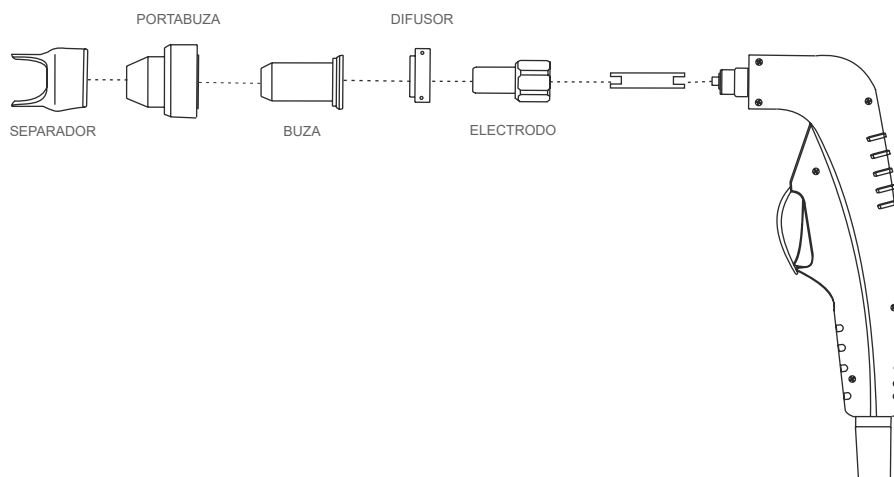 PORTABUZA
DIFUSOR
SEPARADOR
BUZA
ELECTRODO